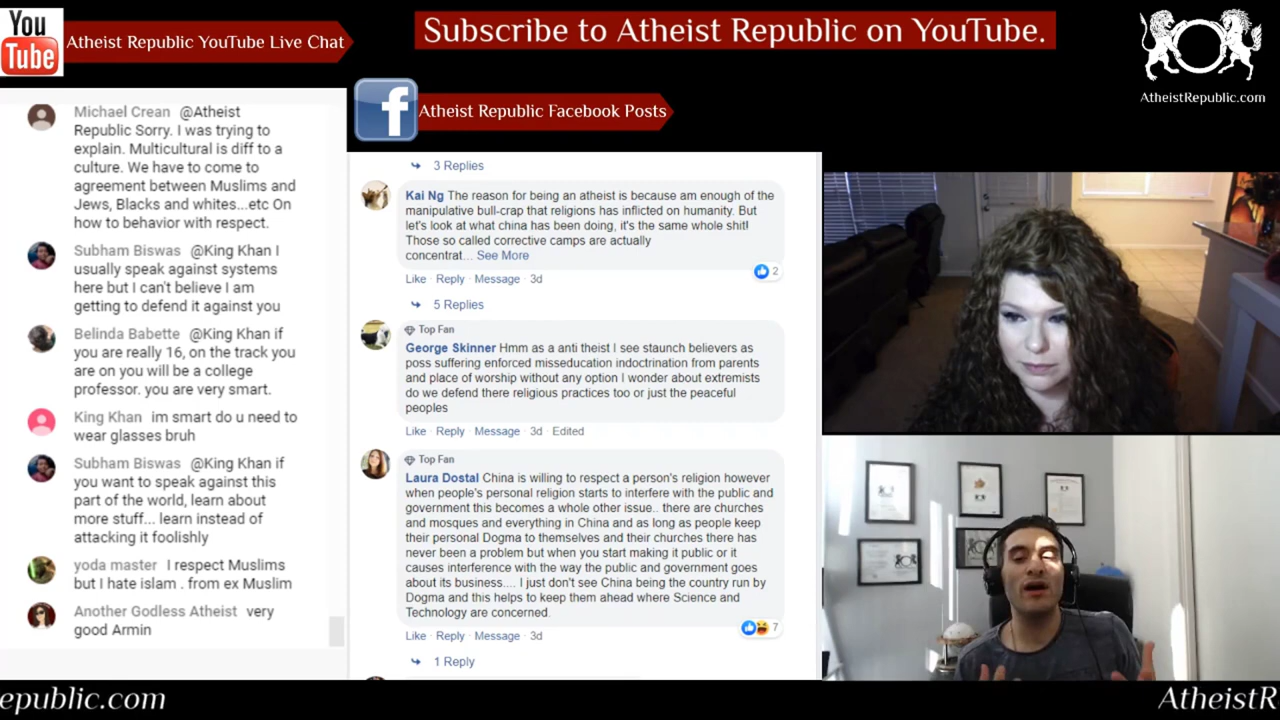 You
Tube
Atheist Republic YouTube Live Chat
Subscribe to Atheist Republic on YouTube.
AtheistRepublic.com
Atheist Republic Facebook Posts
Michael Crean @Atheist
Republic Sorry. I was trying to
explain. Multicultural is diff to a
culture. We have to come to
agreement between Muslims and
Jews, Blacks and whites...etc On
how to behavior with respect.
Subham Biswas @King Khan I
usually speak against systems
here but I can't believe I am
getting to defend it against you
Belinda Babette @King Khan if
you are really 16, on the track you
are on you will be a college
professor. you are very smart.
King Khan im smart do u need to
wear glasses bruh
Subham Biswas @King Khan if
you want to speak against this
part of the world, learn about
more stuff... learn instead of
attacking it foolishly
yoda master I respect Muslims
but I hate islam . from ex Muslim
Another Godless Atheist very
good Armin
3 Replies
Kai Ng The reason for being an atheist is because am enough of the
manipulative bull-crap that religions has inflicted on humanity. But
let's look at what china has been doing, it's the same whole shit!
Those so called corrective camps are actually
concentrat... See More
2
Like · Reply · Message · 3d
5 Replies
Top Fan
George Skinner Hmm as a anti theist I see staunch believers as
poss suffering enforced miseducation indoctrination from parents
and place of worship without any option I wonder about extremists
do we defend there religious practices too or just the peaceful
peoples
Like · Reply · Message · 3d · Edited
Top Fan
Laura Dostal China is willing to respect a person's religion however
when people's personal religion starts to interfere with the public and
government this becomes a whole other issue.. there are churches
and mosques and everything in China and as long as people keep
their personal Dogma to themselves and their churches there has
never been a problem but when you start making it public or it
causes interference with the way the public and government goes
about its business.... I just don't see China being the country run by
Dogma and this helps to keep them ahead where Science and
Technology are concerned.
7
Like · Reply · Message · 3d
1 Reply
epublic.com
AtheistR